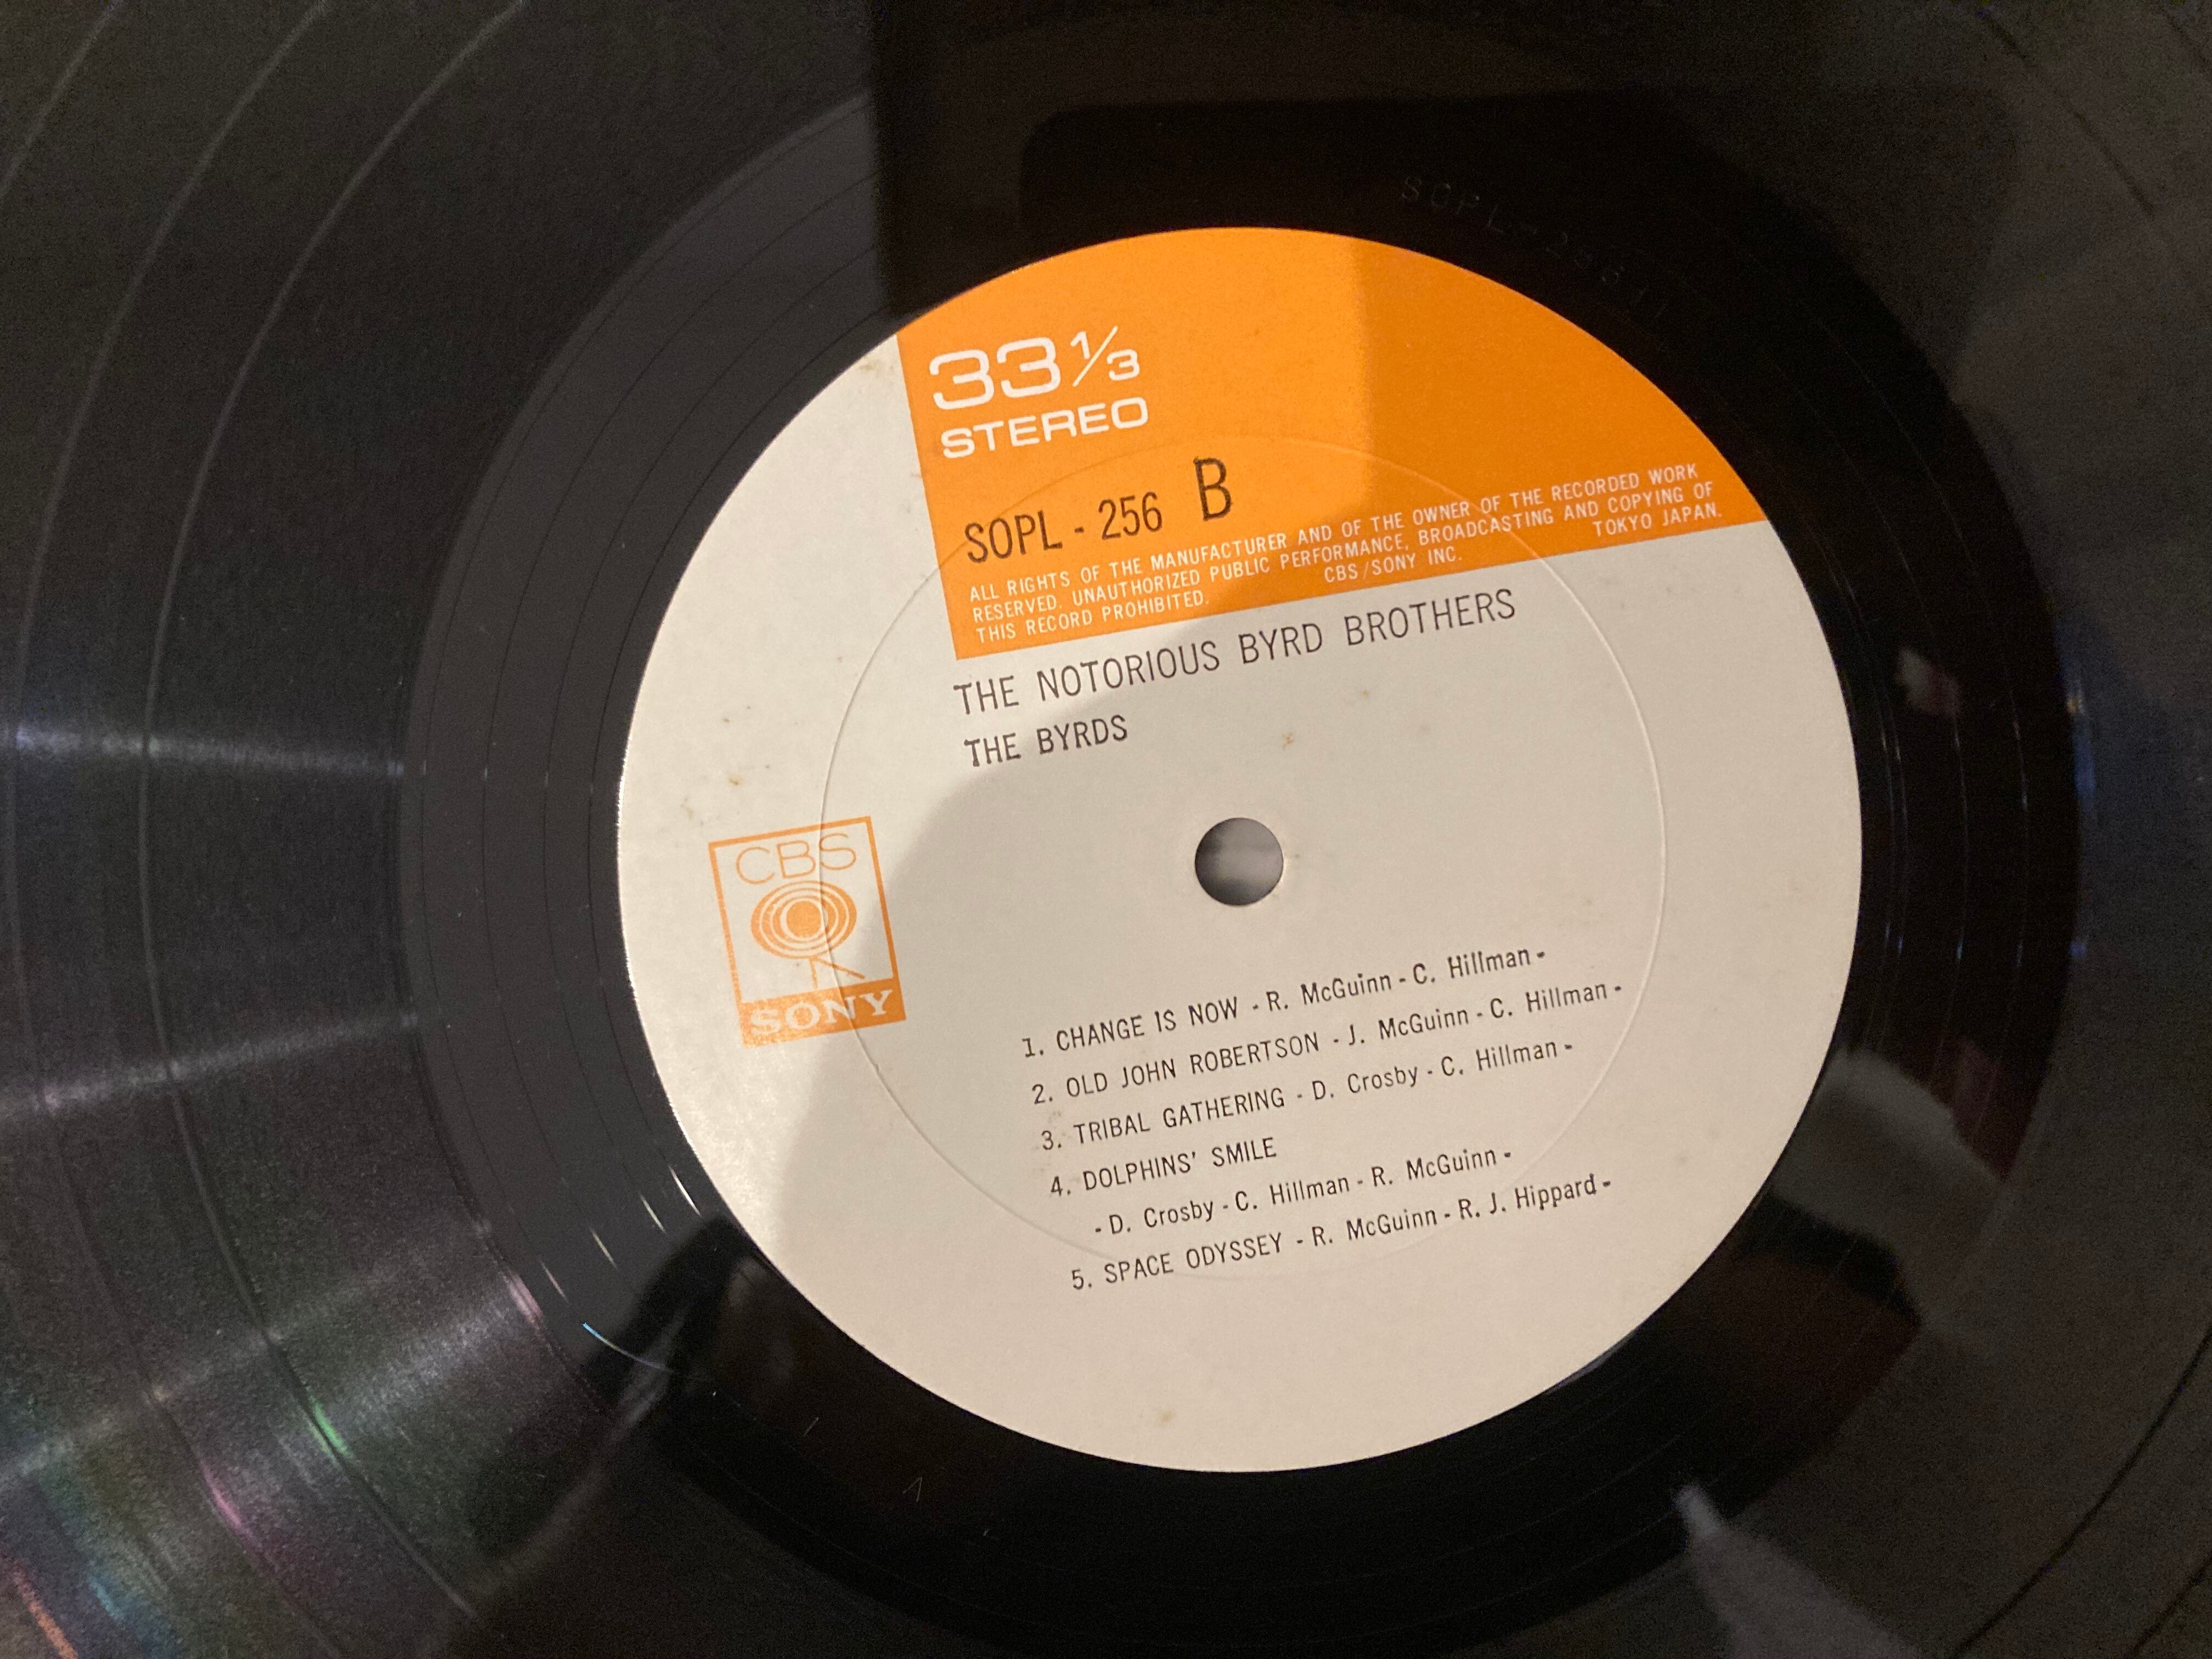 33 1/3
STEREO
SOPL - 256 B
ALL RIGHTS OF THE MANUFACTURER AND OF THE OWNER OF THE RECORDED WORK
RESERVED. UNAUTHORIZED PUBLIC PERFORMANCE, BROADCASTING AND COPYING OF
THIS RECORD PROHIBITED. CBS/SONY INC. TOKYO JAPAN.
THE NOTORIOUS BYRD BROTHERS
THE BYRDS
CBS
SONY
1. CHANGE IS NOW - R. McGuinn - C. Hillman -
2. OLD JOHN ROBERTSON - J. McGuinn - C. Hillman -
3. TRIBAL GATHERING - D. Crosby - C. Hillman -
4. DOLPHINS' SMILE
- D. Crosby - C. Hillman - R. McGuinn -
5. SPACE ODYSSEY - R. McGuinn - R. J. Hippard -
A